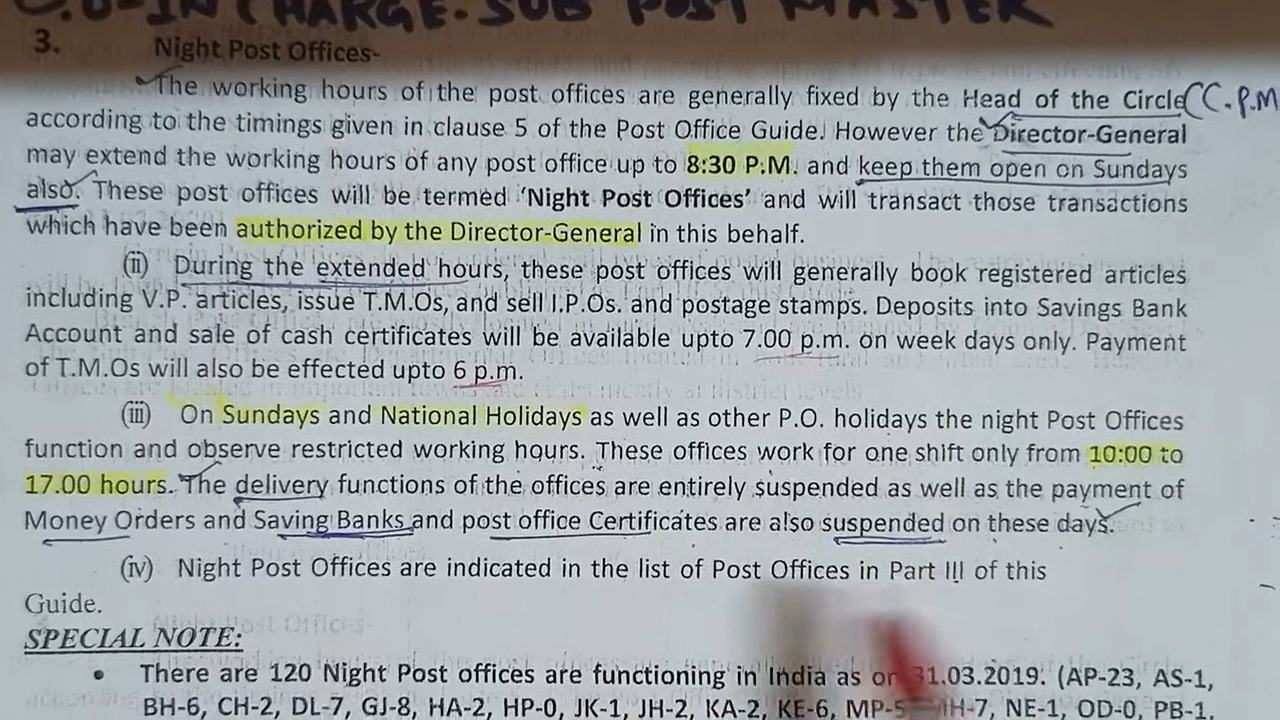 C.O-IN CHARGE. SUB POST MASTER
3. Night Post Offices-
The working hours of the post offices are generally fixed by the Head of the Circle (C.P.M
according to the timings given in clause 5 of the Post Office Guide. However the Director-General
may extend the working hours of any post office up to 8:30 P.M. and keep them open on Sundays
also. These post offices will be termed ‘Night Post Offices’ and will transact those transactions
which have been authorized by the Director-General in this behalf.
(ii) During the extended hours, these post offices will generally book registered articles
including V.P. articles, issue T.M.Os, and sell I.P.Os. and postage stamps. Deposits into Savings Bank
Account and sale of cash certificates will be available upto 7.00 p.m. on week days only. Payment
of T.M.Os will also be effected upto 6 p.m.
(iii) On Sundays and National Holidays as well as other P.O. holidays the night Post Offices
function and observe restricted working hours. These offices work for one shift only from 10:00 to
17.00 hours. The delivery functions of the offices are entirely suspended as well as the payment of
Money Orders and Saving Banks and post office Certificates are also suspended on these days.
(iv) Night Post Offices are indicated in the list of Post Offices in Part III of this
Guide.
SPECIAL NOTE:
• There are 120 Night Post offices are functioning in India as on 31.03.2019. (AP-23, AS-1,
BH-6, CH-2, DL-7, GJ-8, HA-2, HP-0, JK-1, JH-2, KA-2, KE-6, MP-5 MH-7, NE-1, OD-0, PB-1,